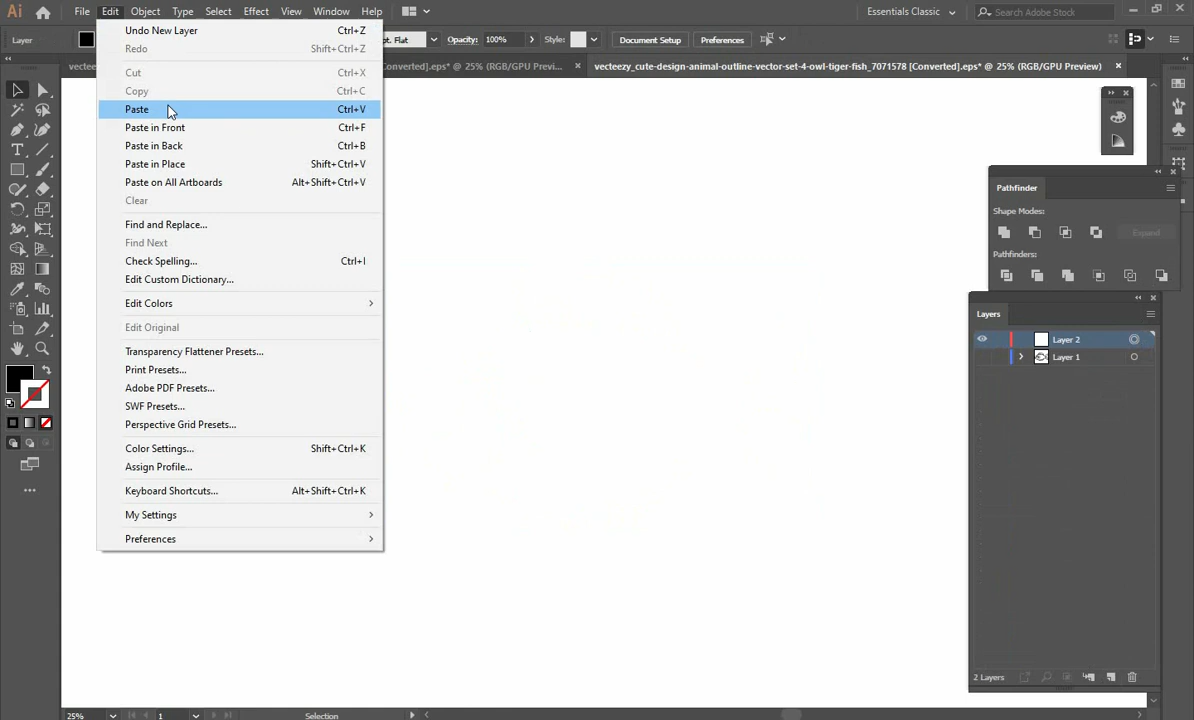 Ai File Edit Object Type Select Effect View Window Help Essentials Classic Search Adobe Stock
Layer pt. Flat Opacity: 100% Style: Document Setup Preferences
vecteez Converted].eps* @ 25% (RGB/GPU Previ... vecteezy_cute-design-animal-outline-vector-set-4-owl-tiger-fish_7071578 [Converted].eps* @ 25% (RGB/GPU Preview)
Undo New Layer Ctrl+Z
Redo Shift+Ctrl+Z
Cut Ctrl+X
Copy Ctrl+C
Paste Ctrl+V
Paste in Front Ctrl+F
Paste in Back Ctrl+B
Paste in Place Shift+Ctrl+V
Paste on All Artboards Alt+Shift+Ctrl+V
Clear
Find and Replace...
Find Next
Check Spelling... Ctrl+I
Edit Custom Dictionary...
Edit Colors
Edit Original
Transparency Flattener Presets...
Print Presets...
Adobe PDF Presets...
SWF Presets...
Perspective Grid Presets...
Color Settings... Shift+Ctrl+K
Assign Profile...
Keyboard Shortcuts... Alt+Shift+Ctrl+K
My Settings
Preferences
Pathfinder
Shape Modes:
Expand
Pathfinders:
Layers
Layer 2
Layer 1
2 Layers
25% 1 Selection